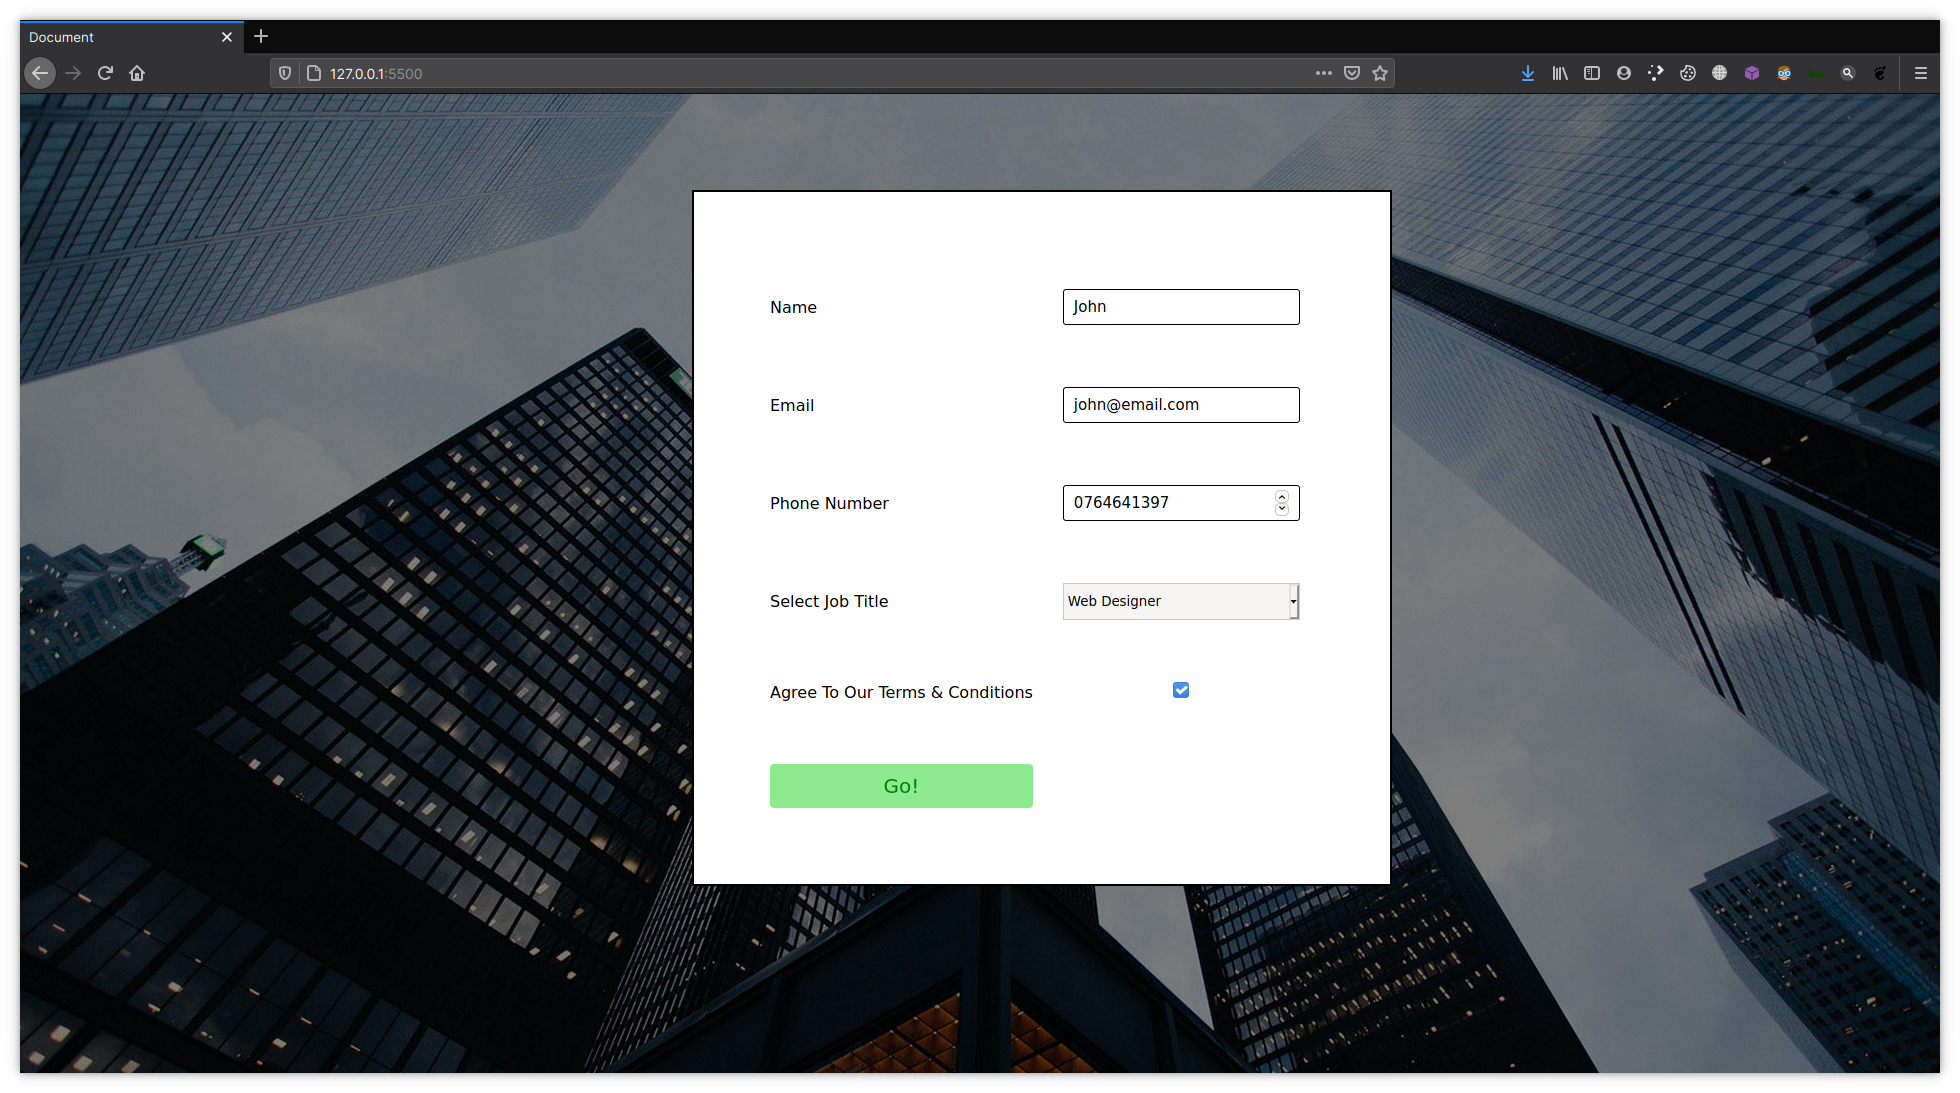 Document
127.0.0.1:5500
Name
John
Email
john@email.com
Phone Number
0764641397
Select Job Title
Web Designer
Agree To Our Terms & Conditions
Go!